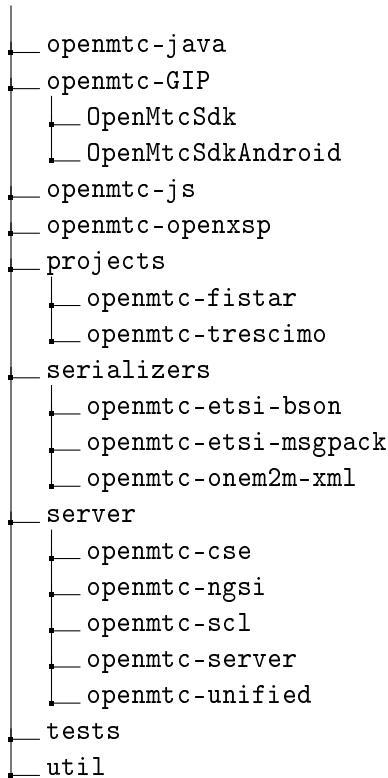 openmtc-java
openmtc-GIP
OpenMtcSdk
OpenMtcSdkAndroid
openmtc-js
openmtc-openxsp
projects
openmtc-fistar
openmtc-trescimo
serializers
openmtc-etsi-bson
openmtc-etsi-msgpack
openmtc-onem2m-xml
server
openmtc-cse
openmtc-ngsi
openmtc-scl
openmtc-server
openmtc-unified
tests
util